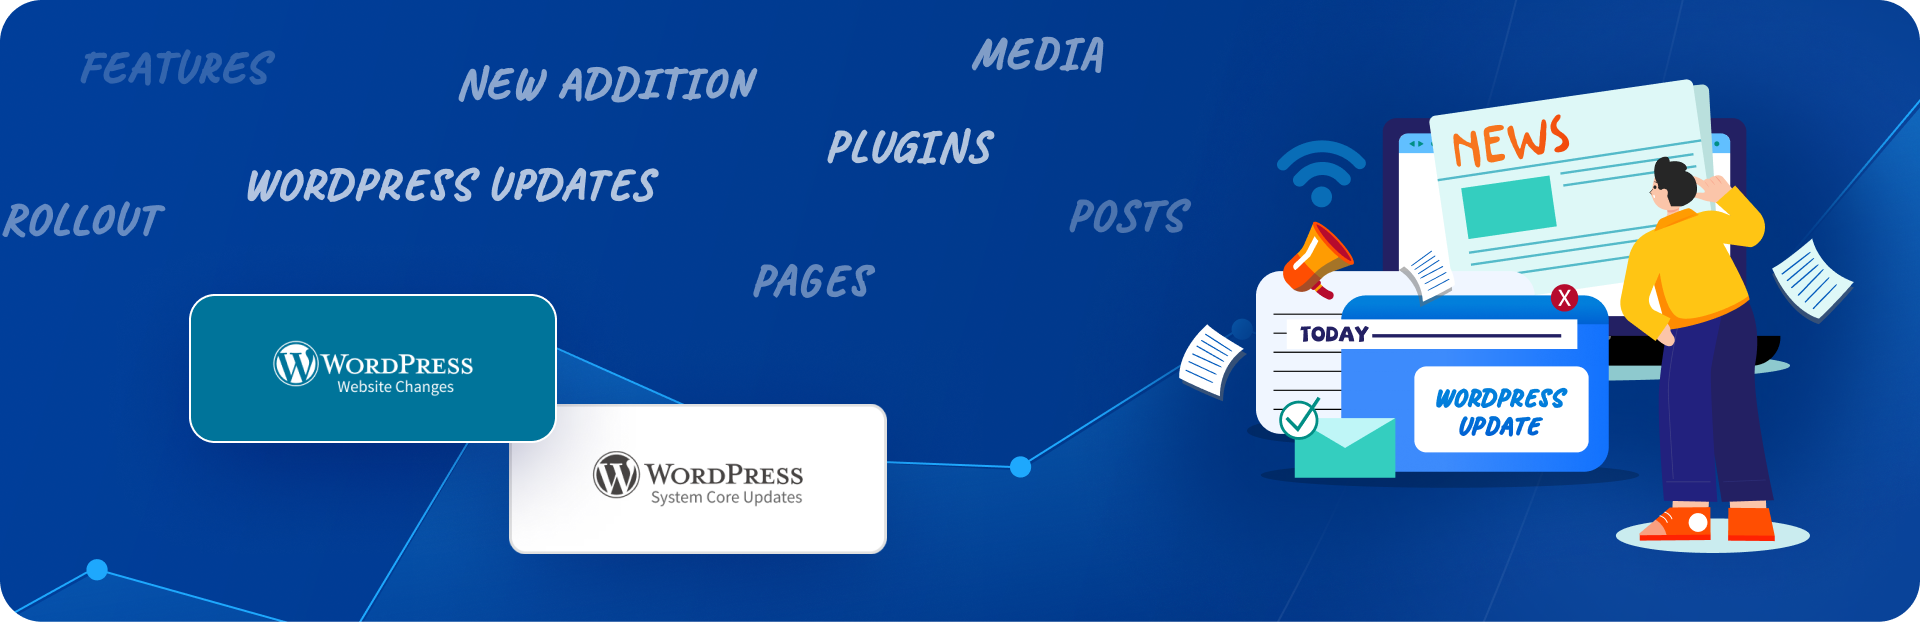 FEATURES
NEW ADDITION
MEDIA
PLUGINS
WORDPRESS UPDATES
ROLLOUT
POSTS
PAGES
WORDPRESS
Website Changes
WORDPRESS
System Core Updates
NEWS
TODAY
X
WORDPRESS
UPDATE